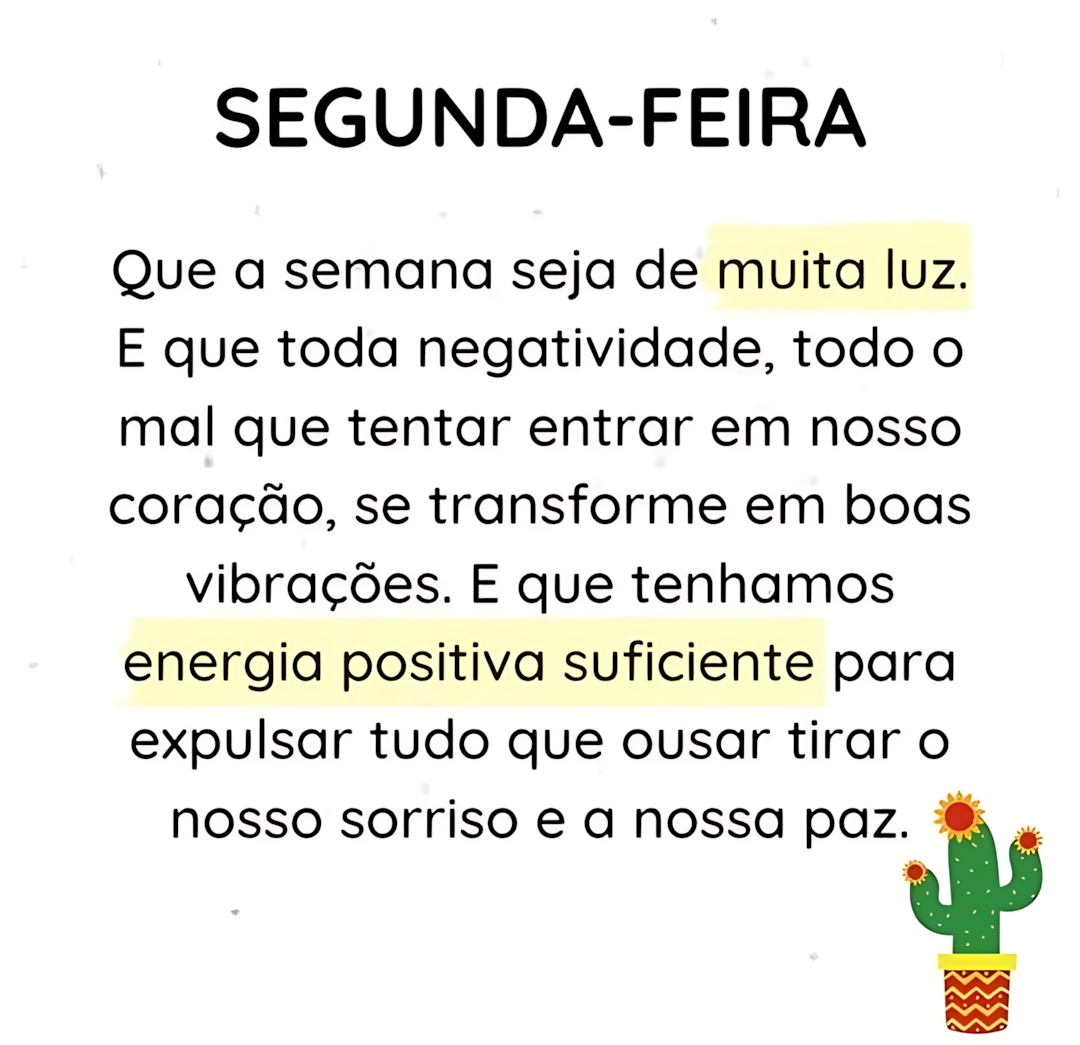 SEGUNDA-FEIRA
Que a semana seja de muita luz.
E que toda negatividade, todo o
mal que tentar entrar em nosso
coração, se transforme em boas
vibrações. E que tenhamos
energia positiva suficiente para
expulsar tudo que ousar tirar o
nosso sorriso e a nossa paz.